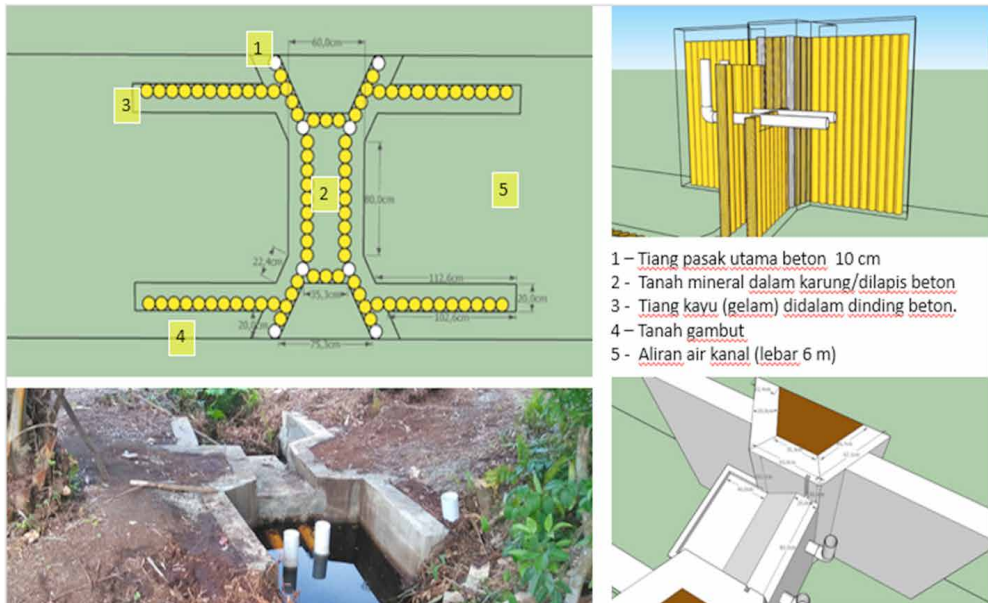 1
60,0cm
3
2
5
80,0cm
22,4cm
112,6cm
35,3cm
20,0cm
20,0cm
102,6cm
4
75,3cm
1 – Tiang pasak utama beton 10 cm
2 - Tanah mineral dalam karung/dilapis beton
3 - Tiang kayu (gelam) didalam dinding beton.
4 – Tanah gambut
5 - Aliran air kanal (lebar 6 m)